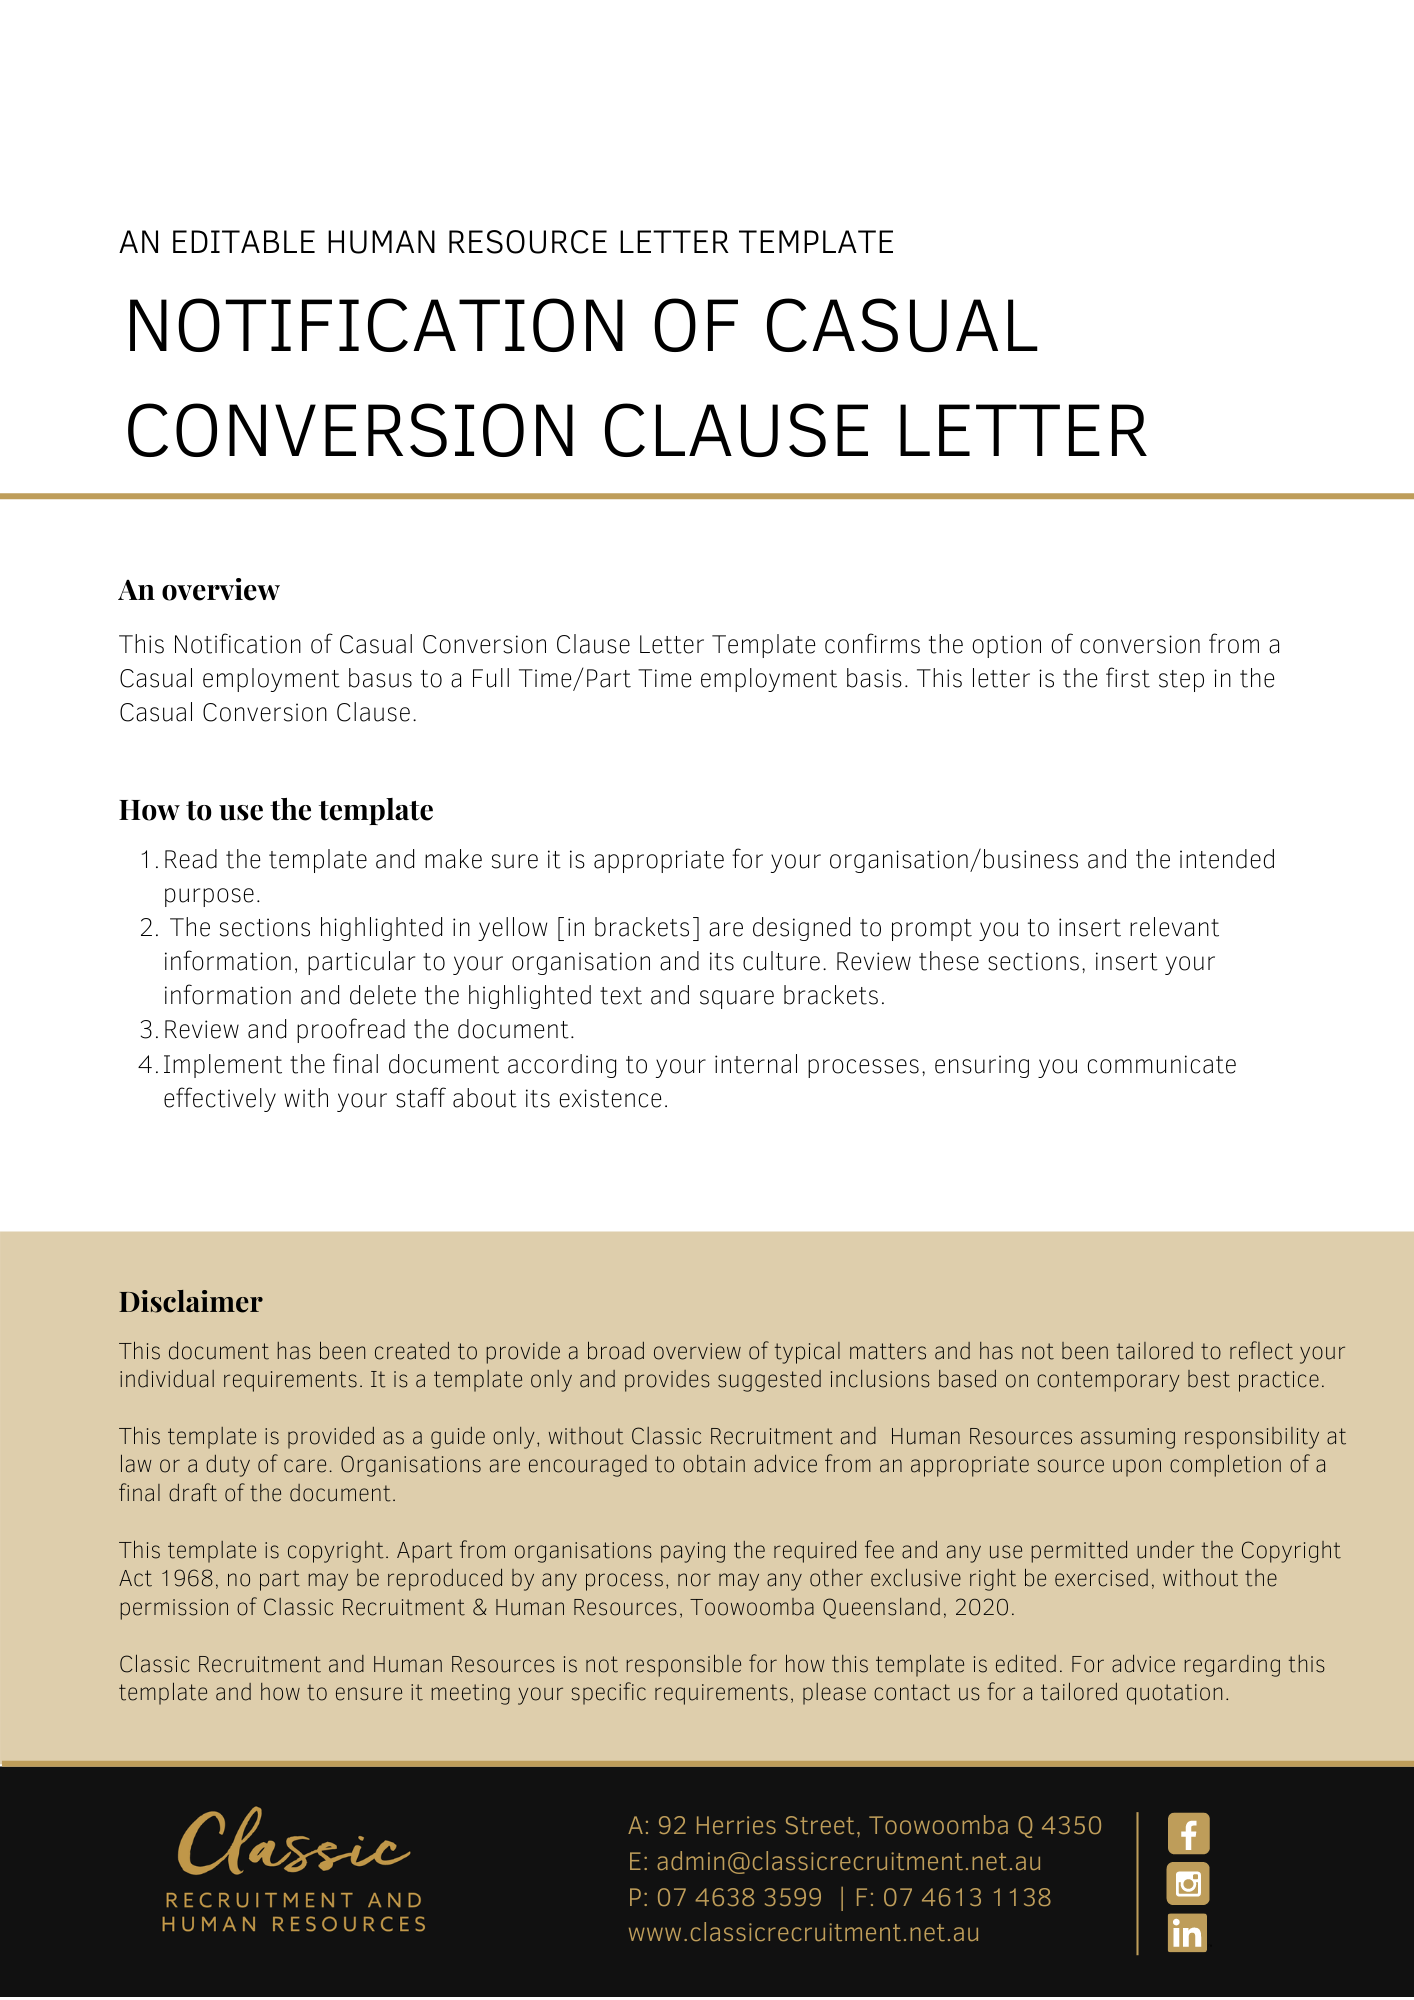 AN EDITABLE HUMAN RESOURCE LETTER TEMPLATE
NOTIFICATION OF CASUAL
CONVERSION CLAUSE LETTER
An overview
This Notification of Casual Conversion Clause Letter Template confirms the option of conversion from a
Casual employment basus to a Full Time/Part Time employment basis. This letter is the first step in the
Casual Conversion Clause.
How to use the template
1. Read the template and make sure it is appropriate for your organisation/business and the intended
purpose.
2. The sections highlighted in yellow [in brackets] are designed to prompt you to insert relevant
information, particular to your organisation and its culture. Review these sections, insert your
information and delete the highlighted text and square brackets.
3. Review and proofread the document.
4. Implement the final document according to your internal processes, ensuring you communicate
effectively with your staff about its existence.
Disclaimer
This document has been created to provide a broad overview of typical matters and has not been tailored to reflect your
individual requirements. It is a template only and provides suggested inclusions based on contemporary best practice.
This template is provided as a guide only, without Classic Recruitment and Human Resources assuming responsibility at
law or a duty of care. Organisations are encouraged to obtain advice from an appropriate source upon completion of a
final draft of the document.
This template is copyright. Apart from organisations paying the required fee and any use permitted under the Copyright
Act 1968, no part may be reproduced by any process, nor may any other exclusive right be exercised, without the
permission of Classic Recruitment & Human Resources, Toowoomba Queensland, 2020.
Classic Recruitment and Human Resources is not responsible for how this template is edited. For advice regarding this
template and how to ensure it meeting your specific requirements, please contact us for a tailored quotation.
Classic
RECRUITMENT AND
HUMAN RESOURCES
A: 92 Herries Street, Toowoomba Q 4350
E: admin@classicrecruitment.net.au
P: 07 4638 3599 | F: 07 4613 1138
www.classicrecruitment.net.au
f
in